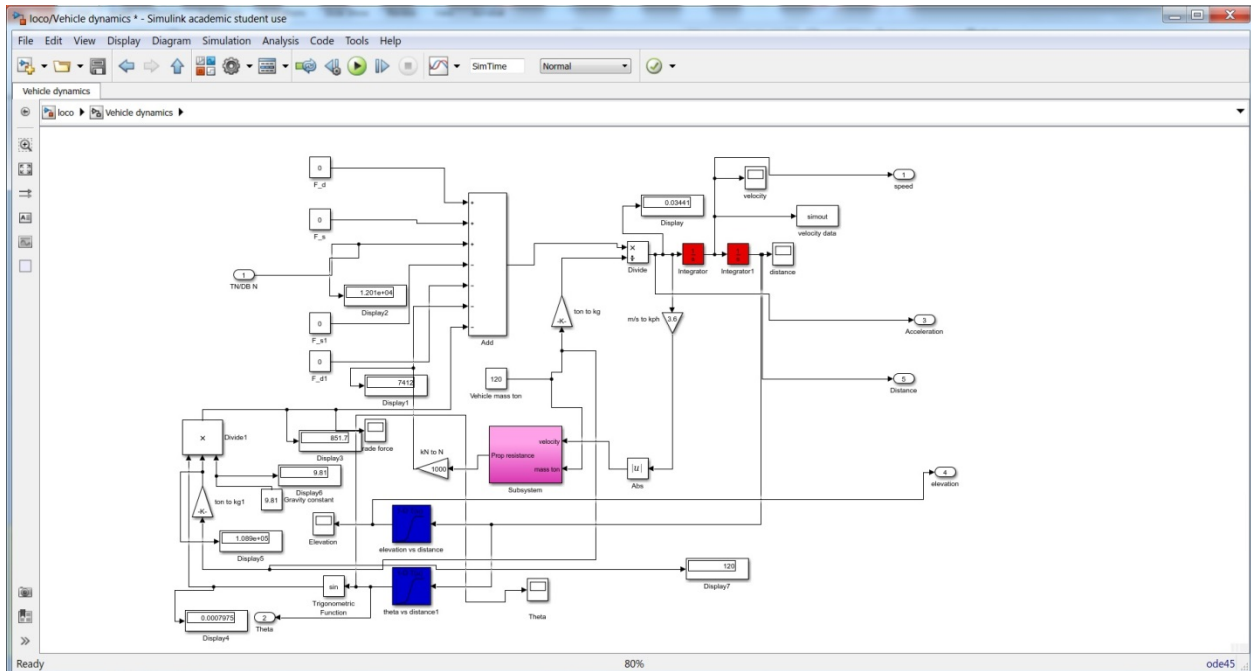 loco/Vehicle dynamics * - Simulink academic student use
File Edit View Display Diagram Simulation Analysis Code Tools Help
SimTime
Normal
Vehicle dynamics
loco Vehicle dynamics
0
F_d
0
F_s
1
TN/DB N
1.201e+04
Display2
0
F_s1
0
F_d1
7412
Display1
+
+
+
-
-
-
-
Add
0.03441
Display
velocity
simout
velocity data
1
speed
×
÷
Divide
Integrator
Integrator1
distance
-K-
ton to kg
m/s to kph
3.6
3
Acceleration
120
Vehicle mass ton
5
Distance
×
Divide1
851.7
Display3
rade force
kN to N
1000
velocity
Prop resistance
mass ton
Subsystem
|u|
Abs
9.81
Display6
9.81
Gravity constant
-K-
ton to kg1
4
elevation
1.089e+05
Display5
Elevation
elevation vs distance
120
Display7
sin
Trigonometric
Function
theta vs distance1
Theta
0.0007975
Display4
2
Theta
Ready
80%
ode45